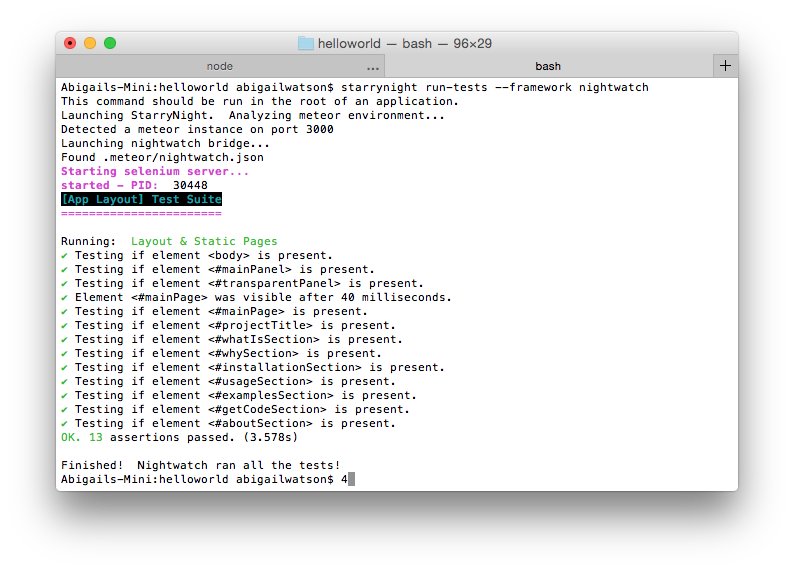 helloworld — bash — 96×29
node ... bash +
Abigails-Mini:helloworld abigailwatson$ starrynight run-tests --framework nightwatch
This command should be run in the root of an application.
Launching StarryNight.  Analyzing meteor environment...
Detected a meteor instance on port 3000
Launching nightwatch bridge...
Found .meteor/nightwatch.json
Starting selenium server...
started - PID:  30448
[App Layout] Test Suite
=======================
Running:  Layout & Static Pages
✔ Testing if element <body> is present.
✔ Testing if element <#mainPanel> is present.
✔ Testing if element <#transparentPanel> is present.
✔ Element <#mainPage> was visible after 40 milliseconds.
✔ Testing if element <#mainPage> is present.
✔ Testing if element <#projectTitle> is present.
✔ Testing if element <#whatIsSection> is present.
✔ Testing if element <#whySection> is present.
✔ Testing if element <#installationSection> is present.
✔ Testing if element <#usageSection> is present.
✔ Testing if element <#examplesSection> is present.
✔ Testing if element <#getCodeSection> is present.
✔ Testing if element <#aboutSection> is present.
OK. 13 assertions passed. (3.578s)
Finished!  Nightwatch ran all the tests!
Abigails-Mini:helloworld abigailwatson$ 4